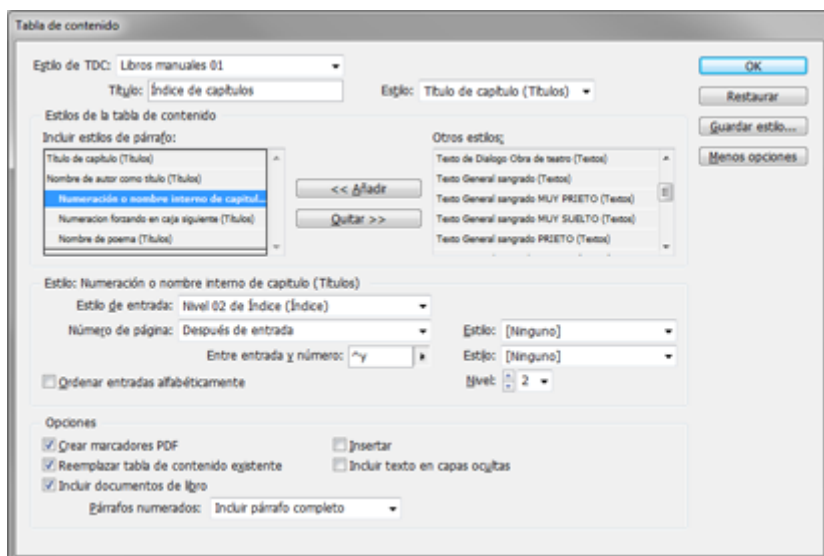 Tabla de contenido
Estilo de TDC: Libros manuales 01
OK
Título: Índice de capítulos Estilo: Título de capítulo (Títulos)
Restaurar
Guardar estilo...
Menos opciones
Estilos de la tabla de contenido
Incluir estilos de párrafo: Otros estilos:
Título de capítulo (Títulos)
Nombre de autor como título (Títulos)
Numeración o nombre interno de capítul...
Numeracion forzando en caja siguiente (Títulos)
Nombre de poema (Títulos)
<< Añadir
Quitar >>
Texto de Dialogo Obra de teatro (Textos)
Texto General sangrado (Textos)
Texto General sangrado MUY PRIETO (Textos)
Texto General sangrado MUY SUELTO (Textos)
Texto General sangrado PRIETO (Textos)
Estilo: Numeración o nombre interno de capitulo (Títulos)
Estilo de entrada: Nivel 02 de Índice (Índice)
Número de página: Después de entrada Estilo: [Ninguno]
Entre entrada y número: ^y Estilo: [Ninguno]
Ordenar entradas alfabéticamente Nivel: 2
Opciones
Crear marcadores PDF Insertar
Reemplazar tabla de contenido existente Incluir texto en capas ocultas
Incluir documentos de libro
Párrafos numerados: Incluir párrafo completo